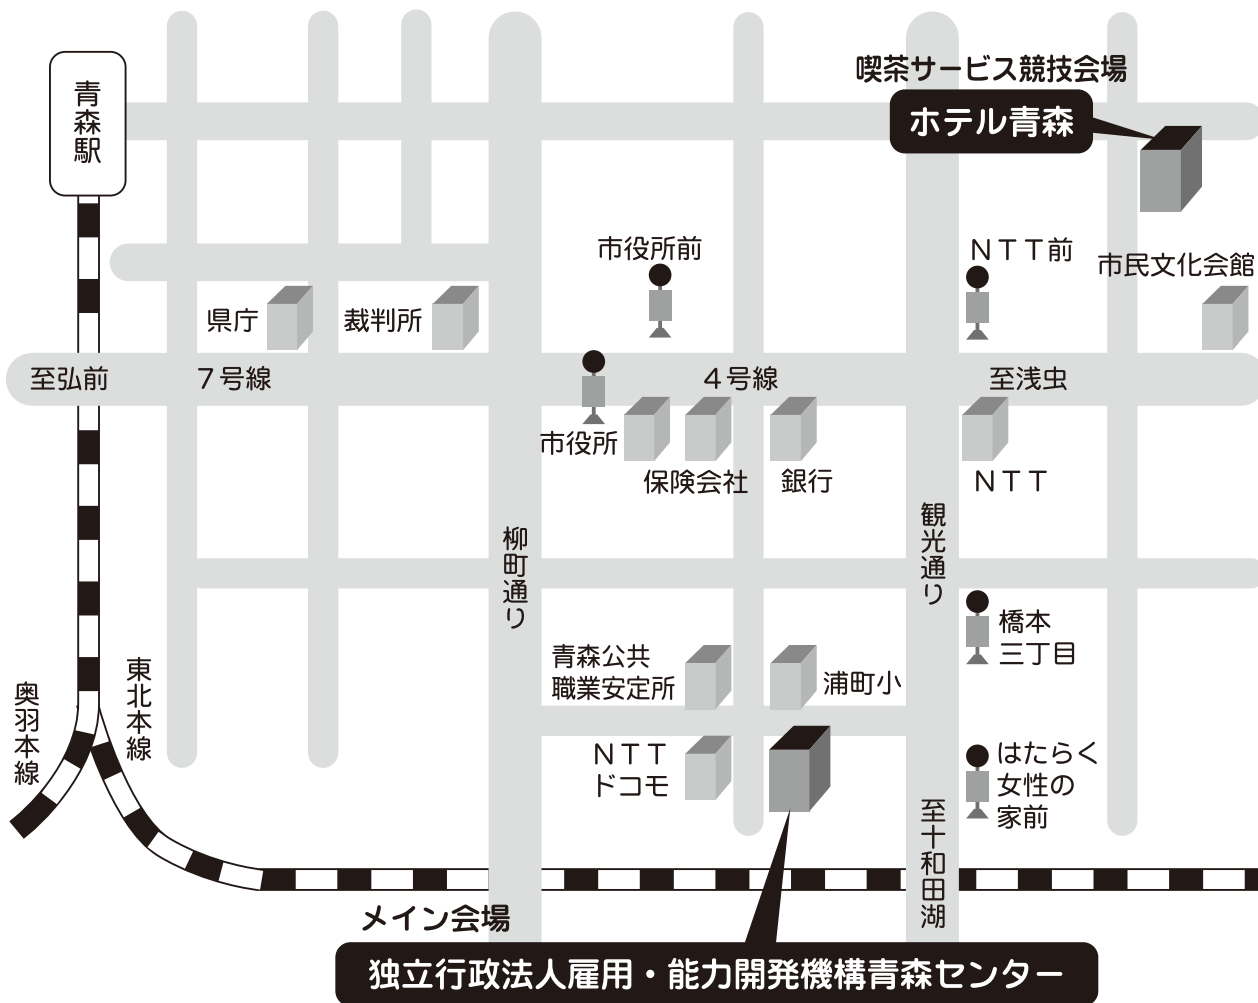 喫茶サービス競技会場
ホテル青森
青森駅
市役所前
ＮＴＴ前
市民文化会館
県庁
裁判所
至弘前
７号線
４号線
至浅虫
市役所
保険会社
銀行
ＮＴＴ
柳町通り
観光通り
橋本
三丁目
青森公共
職業安定所
浦町小
奥羽本線
東北本線
ＮＴＴ
ドコモ
はたらく
女性の
家前
至十和田湖
メイン会場
独立行政法人雇用・能力開発機構青森センター